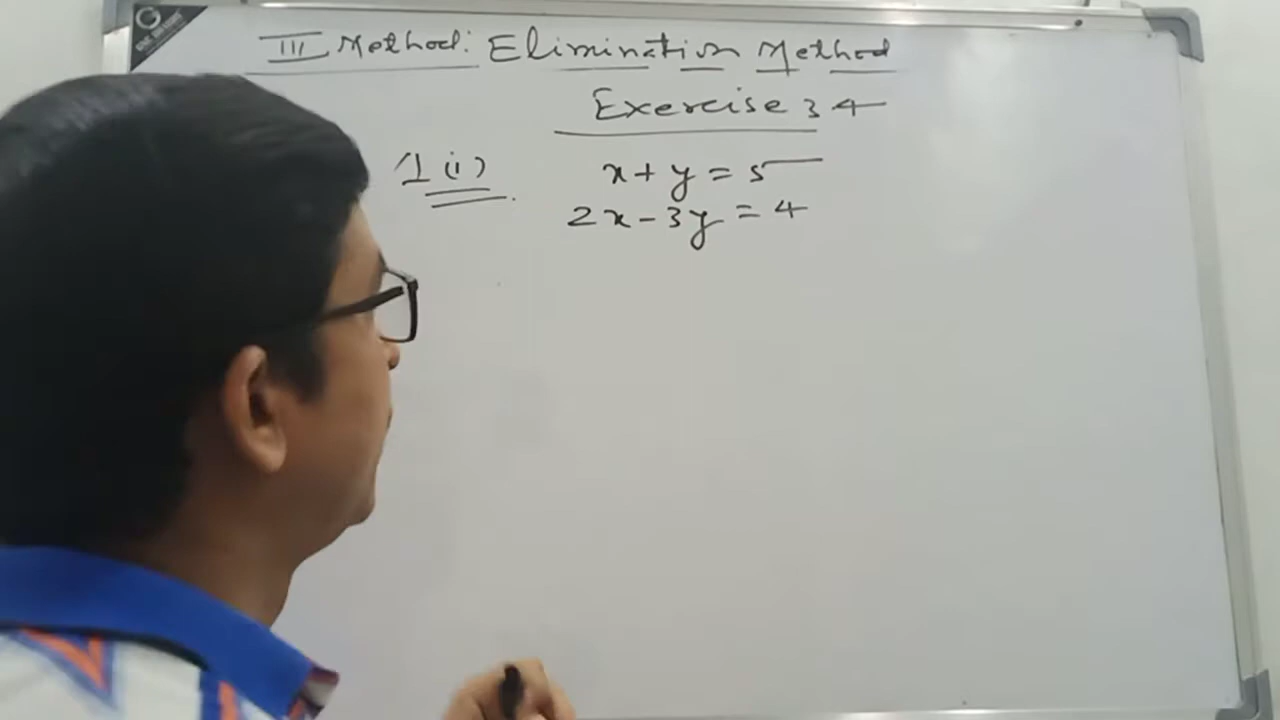 III Method: Elimination Method
Exercise 3 4
1 (i) x + y = 5
2x - 3y = 4